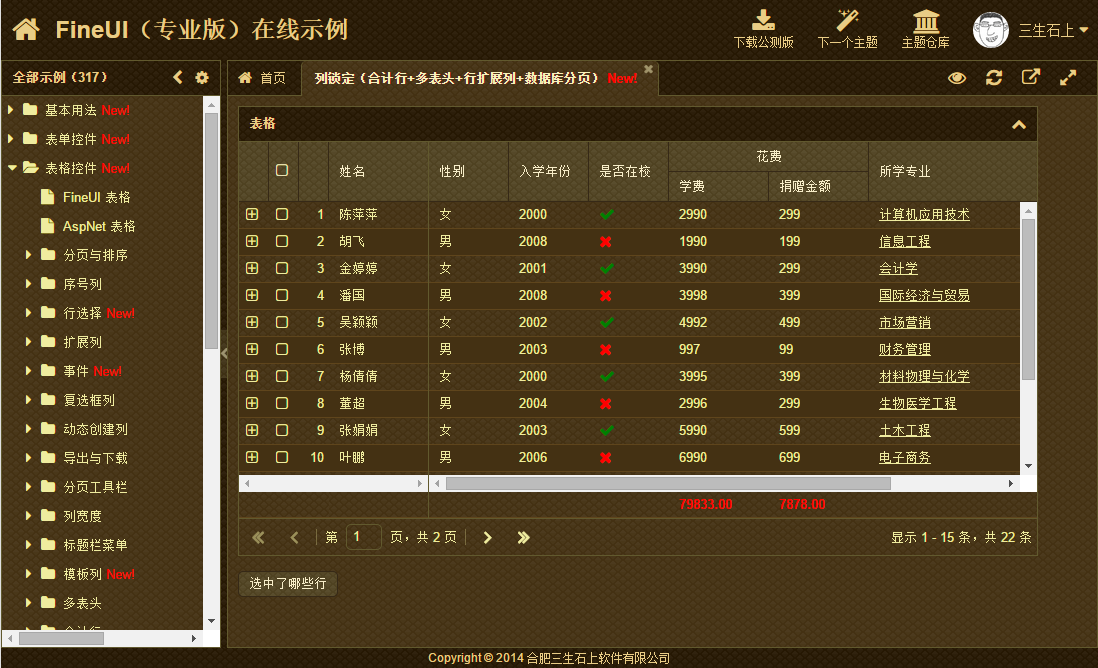 FineUI（专业版）在线示例
下载公测版 下一个主题 主题仓库 三生石上
全部示例（317）
首页 列锁定（合计行+多表头+行扩展列+数据库分页） New!
基本用法 New!
表单控件 New!
表格控件 New!
FineUI 表格
AspNet 表格
分页与排序
序号列
行选择 New!
扩展列
事件 New!
复选框列
动态创建列
导出与下载
分页工具栏
列宽度
标题栏菜单
模板列 New!
多表头
合计行
表格
姓名 性别 入学年份 是否在校 花费 所学专业
学费 捐赠金额
1 陈萍萍 女 2000 2990 299 计算机应用技术
2 胡飞 男 2008 1990 199 信息工程
3 金婷婷 女 2001 3990 299 会计学
4 潘国 男 2008 3998 399 国际经济与贸易
5 吴颖颖 女 2002 4992 499 市场营销
6 张博 男 2003 997 99 财务管理
7 杨倩倩 女 2000 3995 399 材料物理与化学
8 董超 男 2004 2996 299 生物医学工程
9 张娟娟 女 2003 5990 599 土木工程
10 叶鹏 男 2006 6990 699 电子商务
79833.00 7878.00
第 1 页，共 2 页 显示 1 - 15 条，共 22 条
选中了哪些行
Copyright © 2014 合肥三生石上软件有限公司